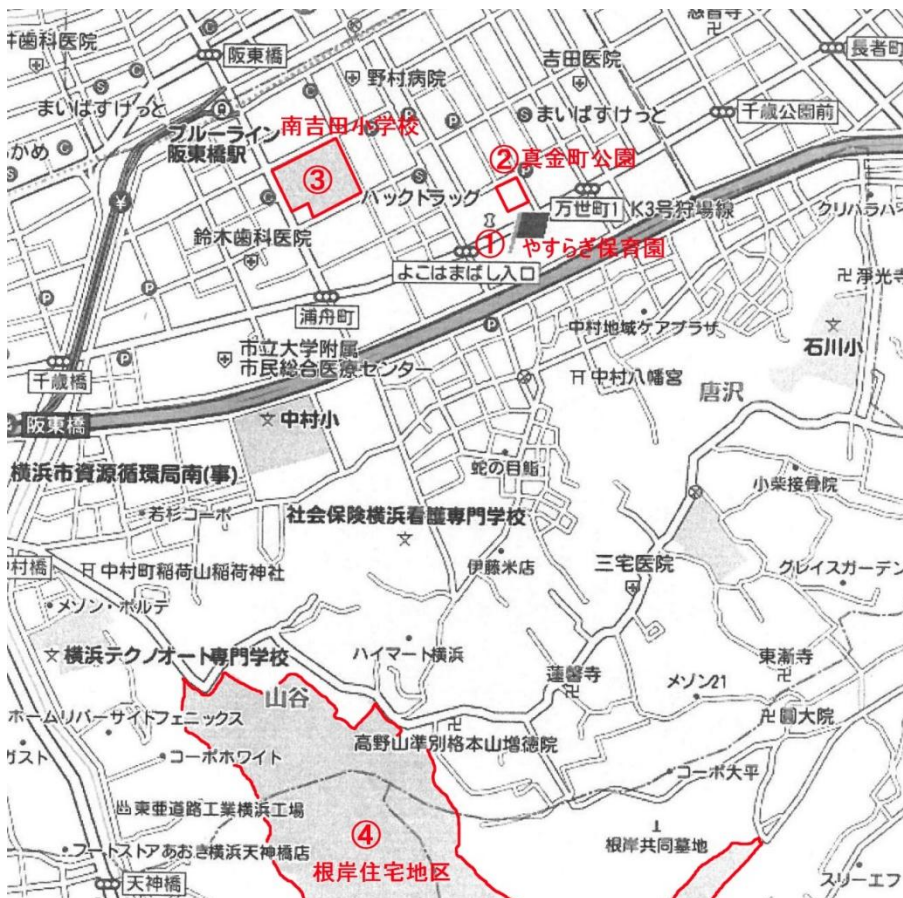 井歯科医院
阪東橋
野村病院
吉田医院
長者町
まいばすけっと
まいばすけっと
千歳公園前
かめ
ブルーライン
阪東橋駅
南吉田小学校
③
②真金町公園
ハックトラッグ
万世町1
K3号狩場線
クリハラハ
鈴木歯科医院
①
やすらぎ保育園
よこはまばし入口
浄光寺
浦舟町
中村地域ケアプラザ
石川小
市立大学附属
市民総合医療センター
千歳橋
中村八幡宮
唐沢
阪東橋
中村小
横浜市資源循環局南(事)
蛇の目鮨
小柴接骨院
若杉コーポ
社会保険横浜看護専門学校
伊藤米店
三宅医院
グレイスガーデン
村橋
中村町稲荷山稲荷神社
メゾン・ポルテ
横浜テクノオート専門学校
ハイマート横浜
蓮馨寺
東漸寺
メゾン21
山谷
ホームリバーサイドフェニックス
圓大院
高野山準別格本山増徳院
ガスト
コーポホワイト
コーポ大平
東亜道路工業横浜工場
④
根岸住宅地区
根岸共同墓地
フードストアあおき横浜天神橋店
天神橋
スリーエフ